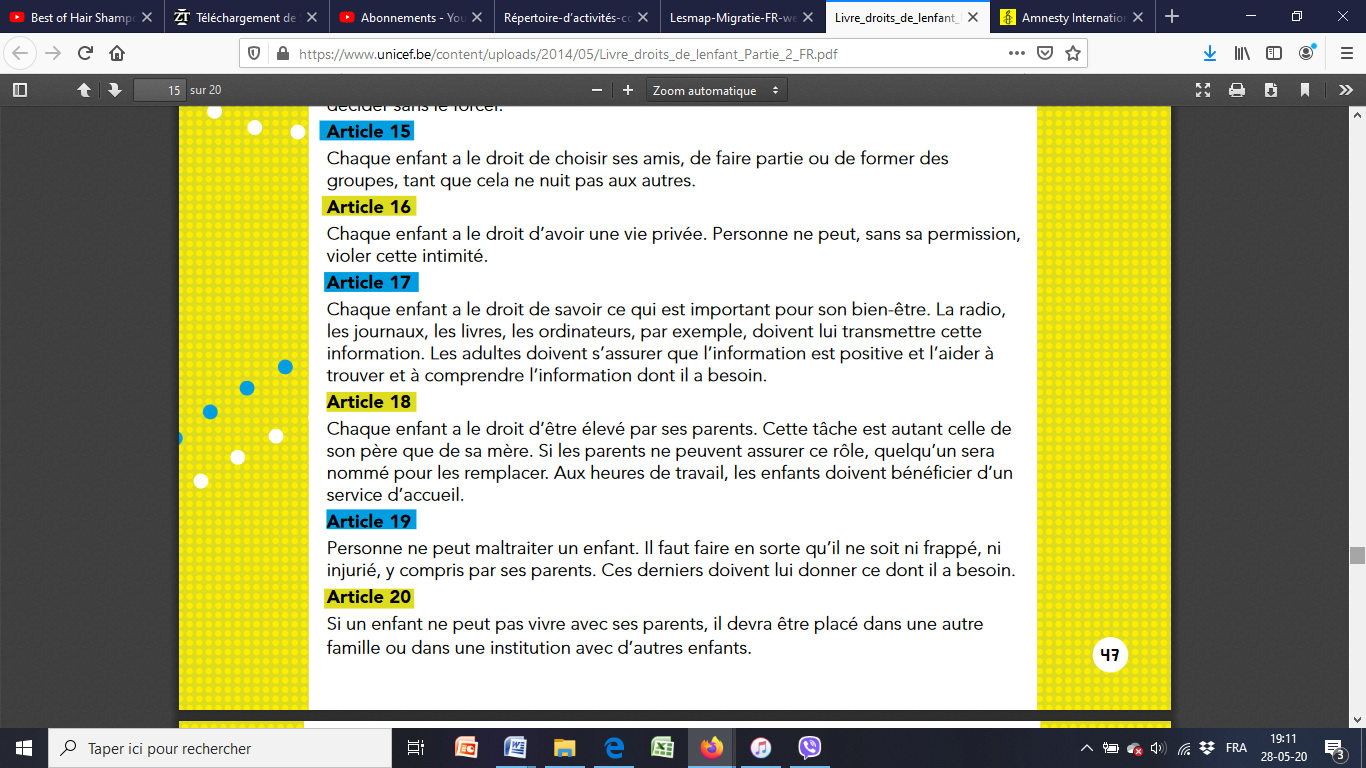 Best of Hair Shampo
Téléchargement de
Abonnements - You
Répertoire-d'activités-co
Lesmap-Migratie-FR-we
Livre_droits_de_lenfant_
Amnesty Internation
https://www.unicef.be/content/uploads/2014/05/Livre_droits_de_lenfant_Partie_2_FR.pdf
15 sur 20
Zoom automatique
décider sans le forcer.
Article 15
Chaque enfant a le droit de choisir ses amis, de faire partie ou de former des
groupes, tant que cela ne nuit pas aux autres.
Article 16
Chaque enfant a le droit d'avoir une vie privée. Personne ne peut, sans sa permission,
violer cette intimité.
Article 17
Chaque enfant a le droit de savoir ce qui est important pour son bien-être. La radio,
les journaux, les livres, les ordinateurs, par exemple, doivent lui transmettre cette
information. Les adultes doivent s'assurer que l'information est positive et l'aider à
trouver et à comprendre l'information dont il a besoin.
Article 18
Chaque enfant a le droit d'être élevé par ses parents. Cette tâche est autant celle de
son père que de sa mère. Si les parents ne peuvent assurer ce rôle, quelqu'un sera
nommé pour les remplacer. Aux heures de travail, les enfants doivent bénéficier d'un
service d'accueil.
Article 19
Personne ne peut maltraiter un enfant. Il faut faire en sorte qu'il ne soit ni frappé, ni
injurié, y compris par ses parents. Ces derniers doivent lui donner ce dont il a besoin.
Article 20
Si un enfant ne peut pas vivre avec ses parents, il devra être placé dans une autre
famille ou dans une institution avec d'autres enfants.
47
Taper ici pour rechercher
FRA
19:11
28-05-20
3